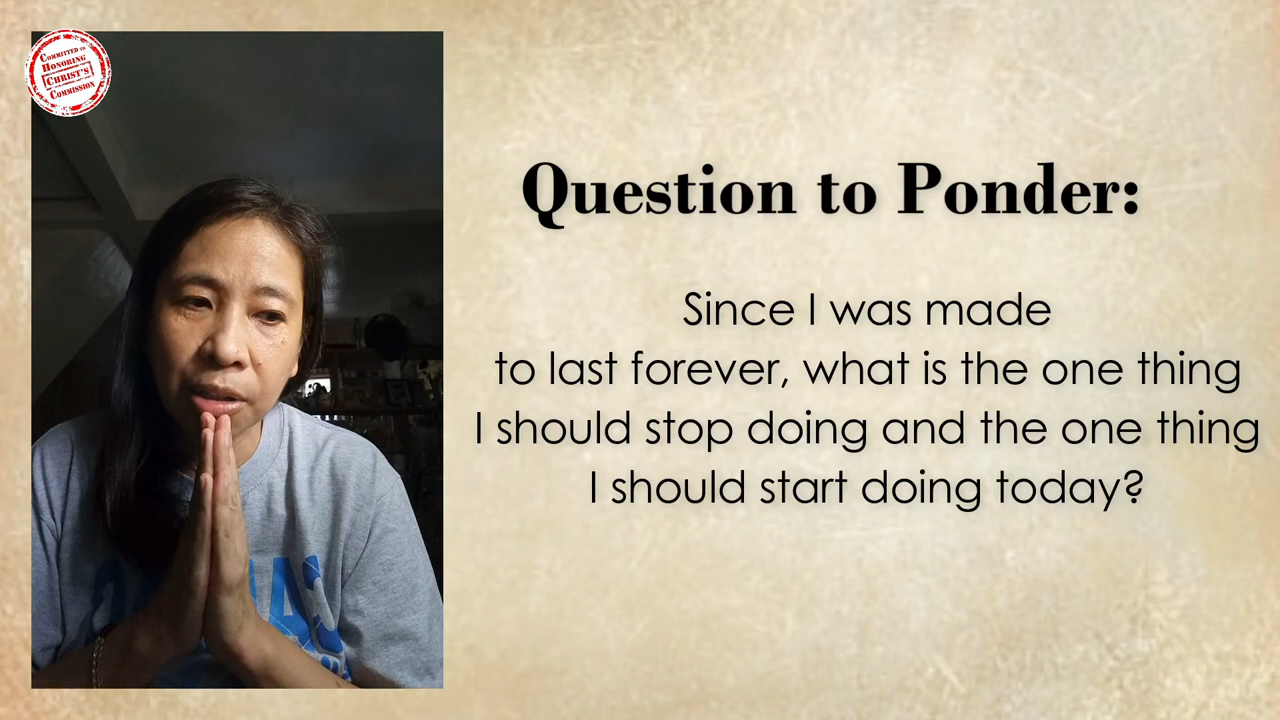 COMMITTED TO
HONORING
CHRIST'S
COMMISSION
Question to Ponder:
Since I was made
to last forever, what is the one thing
I should stop doing and the one thing
I should start doing today?